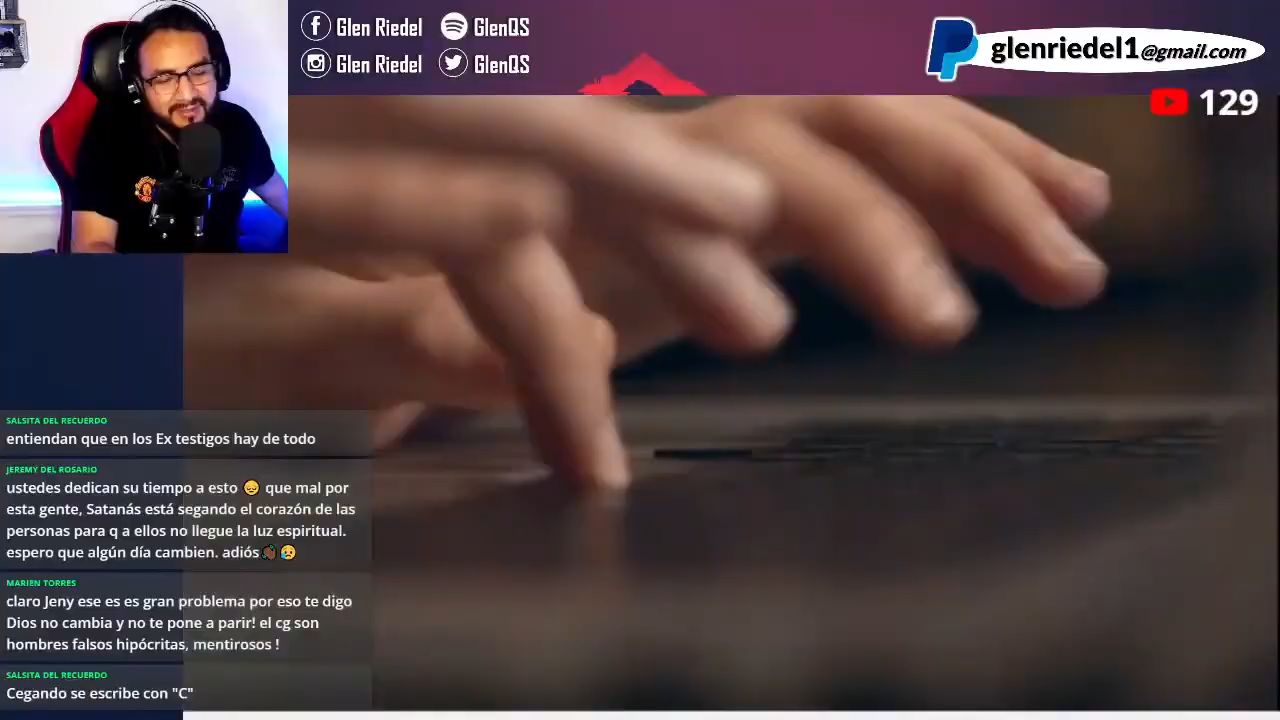 Glen Riedel GlenQS
Glen Riedel GlenQS
glenriedel1@gmail.com
129
SALSITA DEL RECUERDO
entiendan que en los Ex testigos hay de todo
JEREMY DEL ROSARIO
ustedes dedican su tiempo a esto 😔 que mal por
esta gente, Satanás está segando el corazón de las
personas para q a ellos no llegue la luz espiritual.
espero que algún día cambien. adiós👋🏿😥
MARIEN TORRES
claro Jeny ese es es gran problema por eso te digo
Dios no cambia y no te pone a parir! el cg son
hombres falsos hipócritas, mentirosos !
SALSITA DEL RECUERDO
Cegando se escribe con "C"